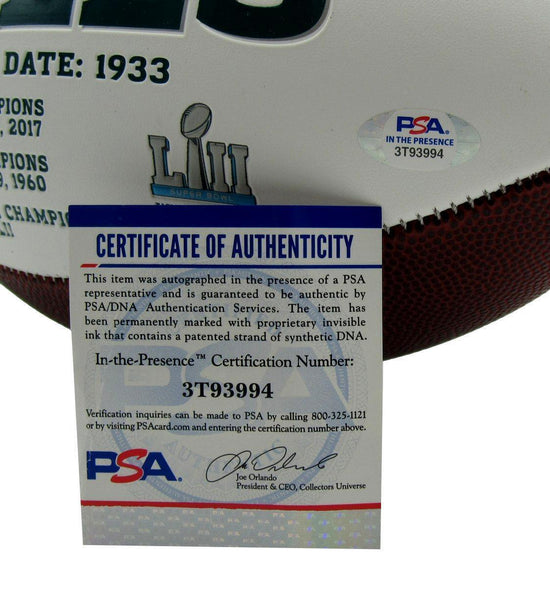 DATE: 1933
, 2017
9, 1960
CHAMP
LII
LII
SUPER BOWL
PSA
IN THE PRESENCE
3T93994
CERTIFICATE OF AUTHENTICITY
This item was autographed in the presence of a PSA
representative and is guaranteed to be authentic by
PSA/DNA Authentication Services. The item has
been permanently marked with proprietary invisible
ink that contains a patented strand of synthetic DNA.
In-the-Presence™ Certification Number:
3T93994
Verification inquiries can be made to PSA by calling 800-325-1121
or by visiting PSAcard.com and entering the certification number above.
PSA.
Joe Orlando
President & CEO, Collectors Universe